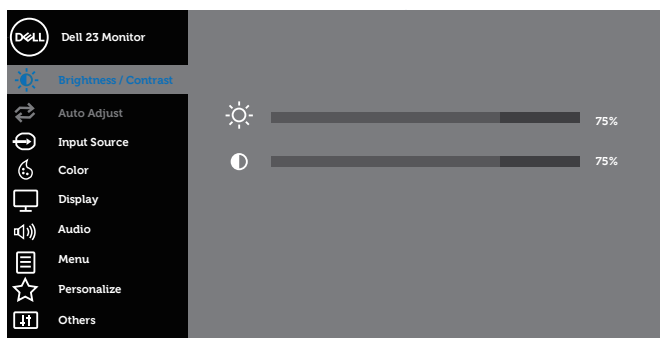 DELL
Dell 23 Monitor
Brightness / Contrast
Auto Adjust
75%
Input Source
75%
Color
Display
Audio
Menu
Personalize
Others